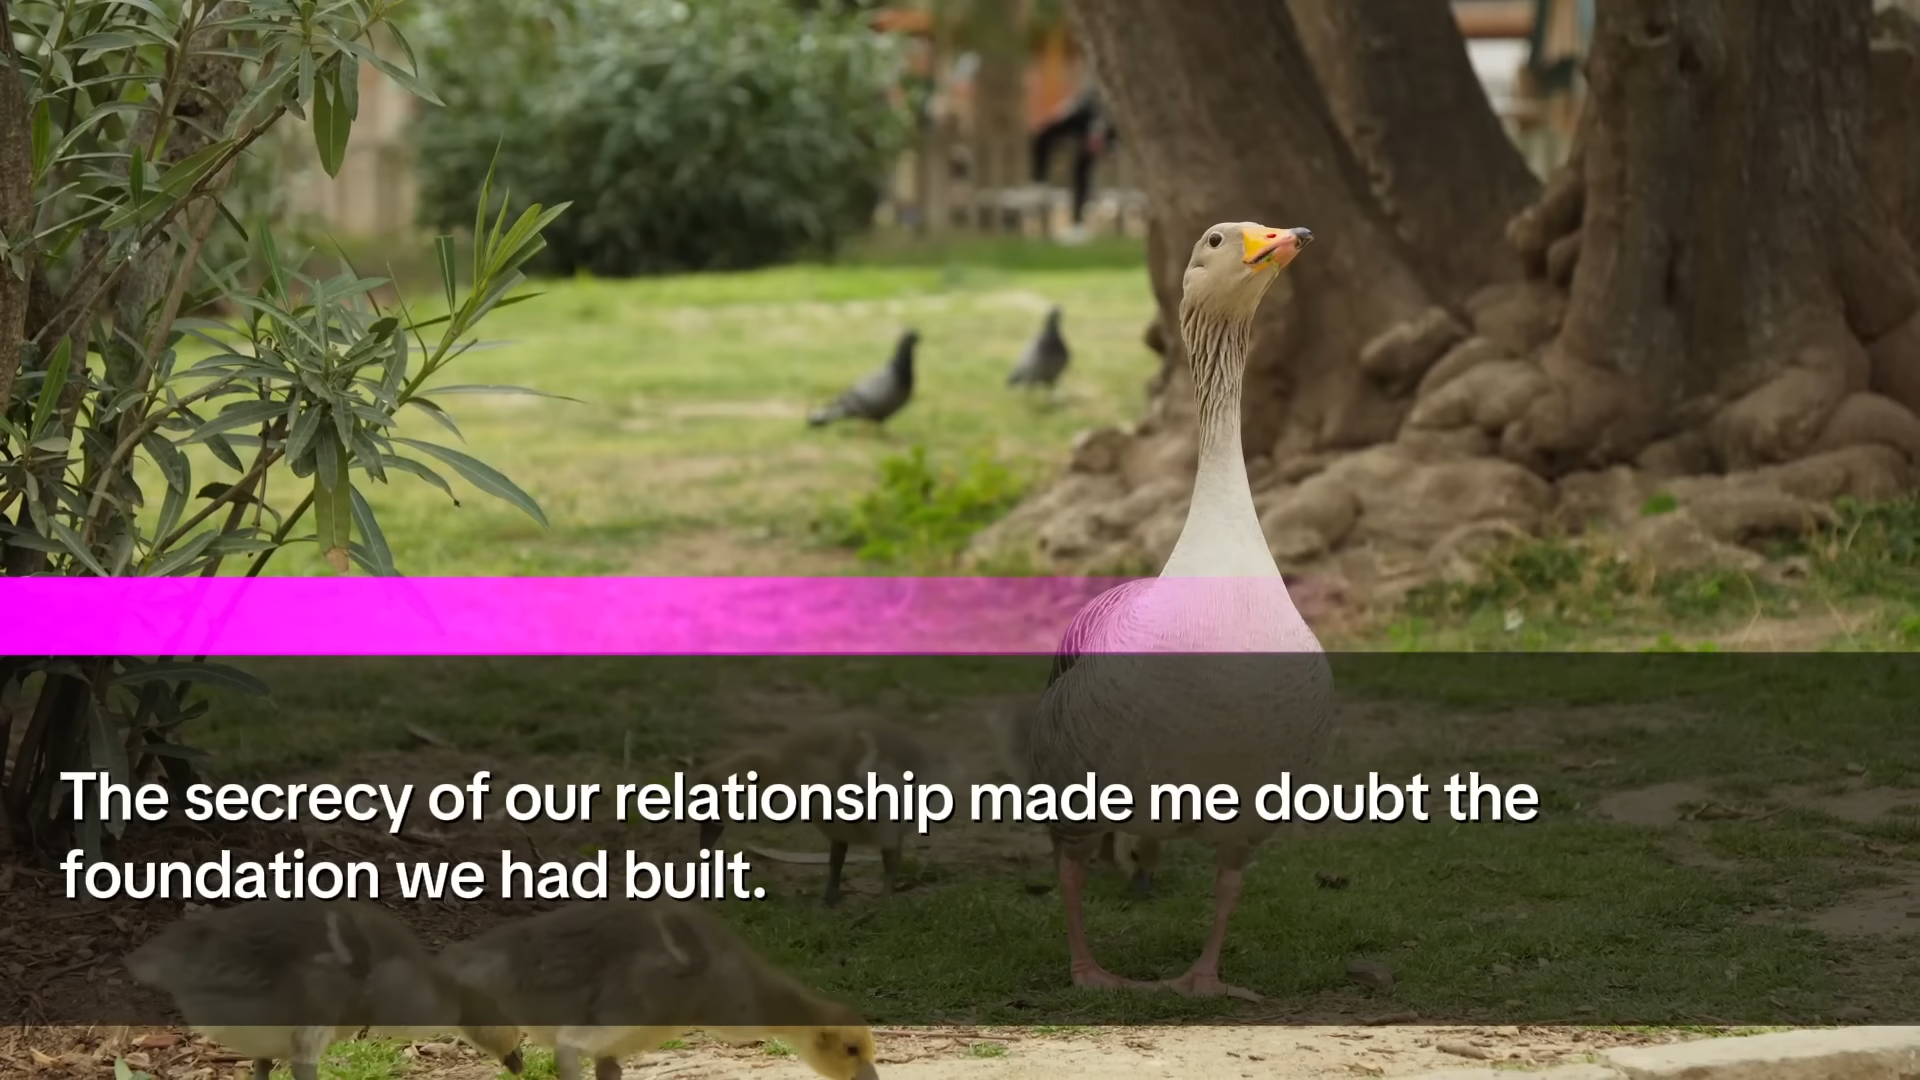 The secrecy of our relationship made me doubt the
foundation we had built.